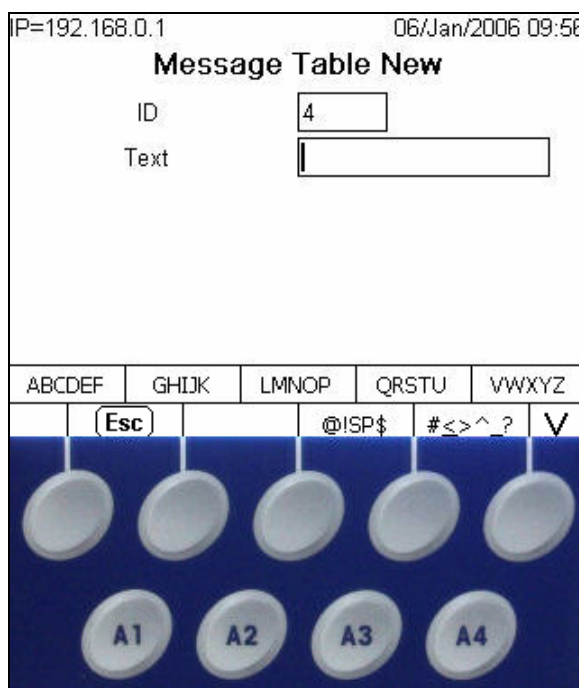 IP=192.168.0.1 06/Jan/2006 09:56
Message Table New
ID 4
Text
ABCDEF GHIJK LMNOP QRSTU VWXYZ
Esc @!SP$ #<>^_? V
A1 A2 A3 A4